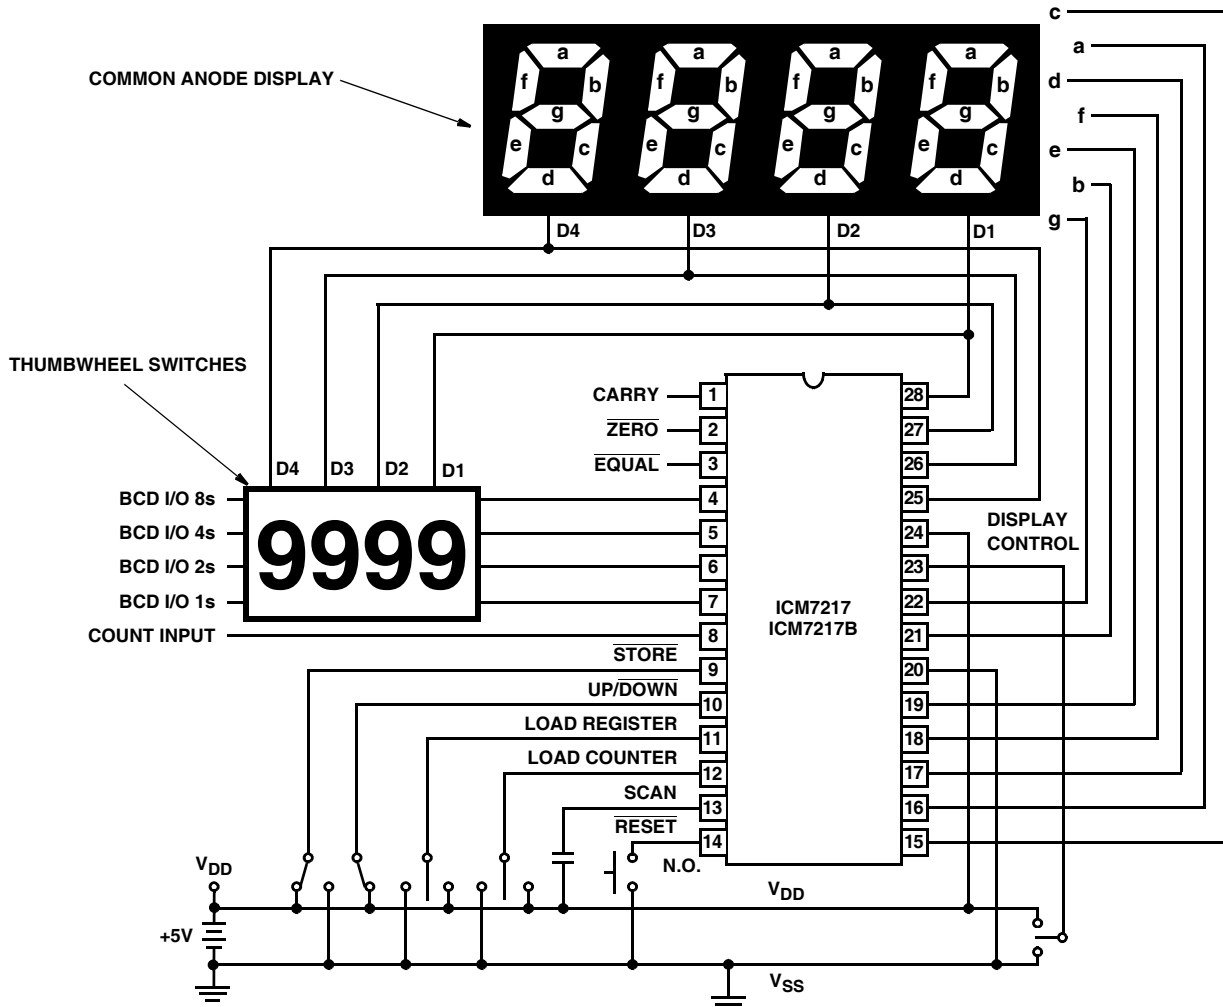 c
COMMON ANODE DISPLAY
a a a a a
f b f b f b f b
d
g g g g
f
e c e c e c e c
e
d d d d
b
g
D4 D3 D2 D1
THUMBWHEEL SWITCHES
CARRY 1 28
ZERO 2 27
EQUAL 3 26
D4 D3 D2 D1
BCD I/O 8s 4 25
BCD I/O 4s 5 24
DISPLAY
CONTROL
9999
BCD I/O 2s 6 23
BCD I/O 1s 7 22
ICM7217
ICM7217B
COUNT INPUT 8 21
STORE 9 20
UP/DOWN 10 19
LOAD REGISTER 11 18
LOAD COUNTER 12 17
SCAN 13 16
RESET 14 15
N.O.
VDD
VDD
+5V
VSS